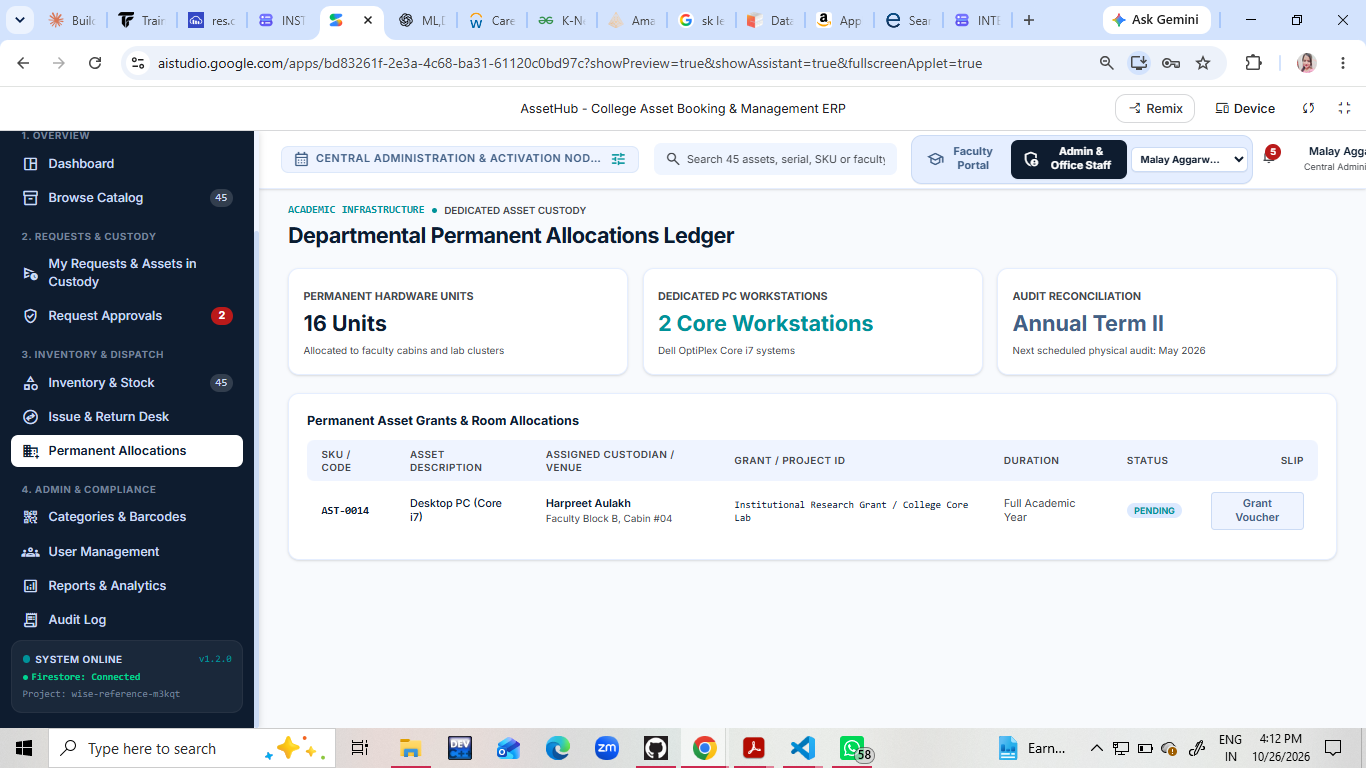 Build
Train
res.c
INST
ML,D
Care
K-Ne
Ama
sk le
Data
App
Sear
INTE
Ask Gemini
aistudio.google.com/apps/bd83261f-2e3a-4c68-ba31-61120c0bd97c?showPreview=true&showAssistant=true&fullscreenApplet=true
AssetHub - College Asset Booking & Management ERP
Remix
Device
1. OVERVIEW
Dashboard
Browse Catalog 45
2. REQUESTS & CUSTODY
My Requests & Assets in
Custody
Request Approvals 2
3. INVENTORY & DISPATCH
Inventory & Stock 45
Issue & Return Desk
Permanent Allocations
4. ADMIN & COMPLIANCE
Categories & Barcodes
User Management
Reports & Analytics
Audit Log
SYSTEM ONLINE v1.2.0
Firestore: Connected
Project: wise-reference-m3kqt
CENTRAL ADMINISTRATION & ACTIVATION NOD...
Search 45 assets, serial, SKU or faculty
Faculty
Portal
Admin &
Office Staff
Malay Aggarw...
5
Malay Agga
Central Admini
ACADEMIC INFRASTRUCTURE • DEDICATED ASSET CUSTODY
Departmental Permanent Allocations Ledger
PERMANENT HARDWARE UNITS
16 Units
Allocated to faculty cabins and lab clusters
DEDICATED PC WORKSTATIONS
2 Core Workstations
Dell OptiPlex Core i7 systems
AUDIT RECONCILIATION
Annual Term II
Next scheduled physical audit: May 2026
Permanent Asset Grants & Room Allocations
SKU /
CODE
ASSET
DESCRIPTION
ASSIGNED CUSTODIAN /
VENUE
GRANT / PROJECT ID
DURATION
STATUS
SLIP
AST-0014
Desktop PC (Core
i7)
Harpreet Aulakh
Faculty Block B, Cabin #04
Institutional Research Grant / College Core
Lab
Full Academic
Year
PENDING
Grant
Voucher
Type here to search
DEV
zm
58
Earn...
ENG
IN
4:12 PM
10/26/2026